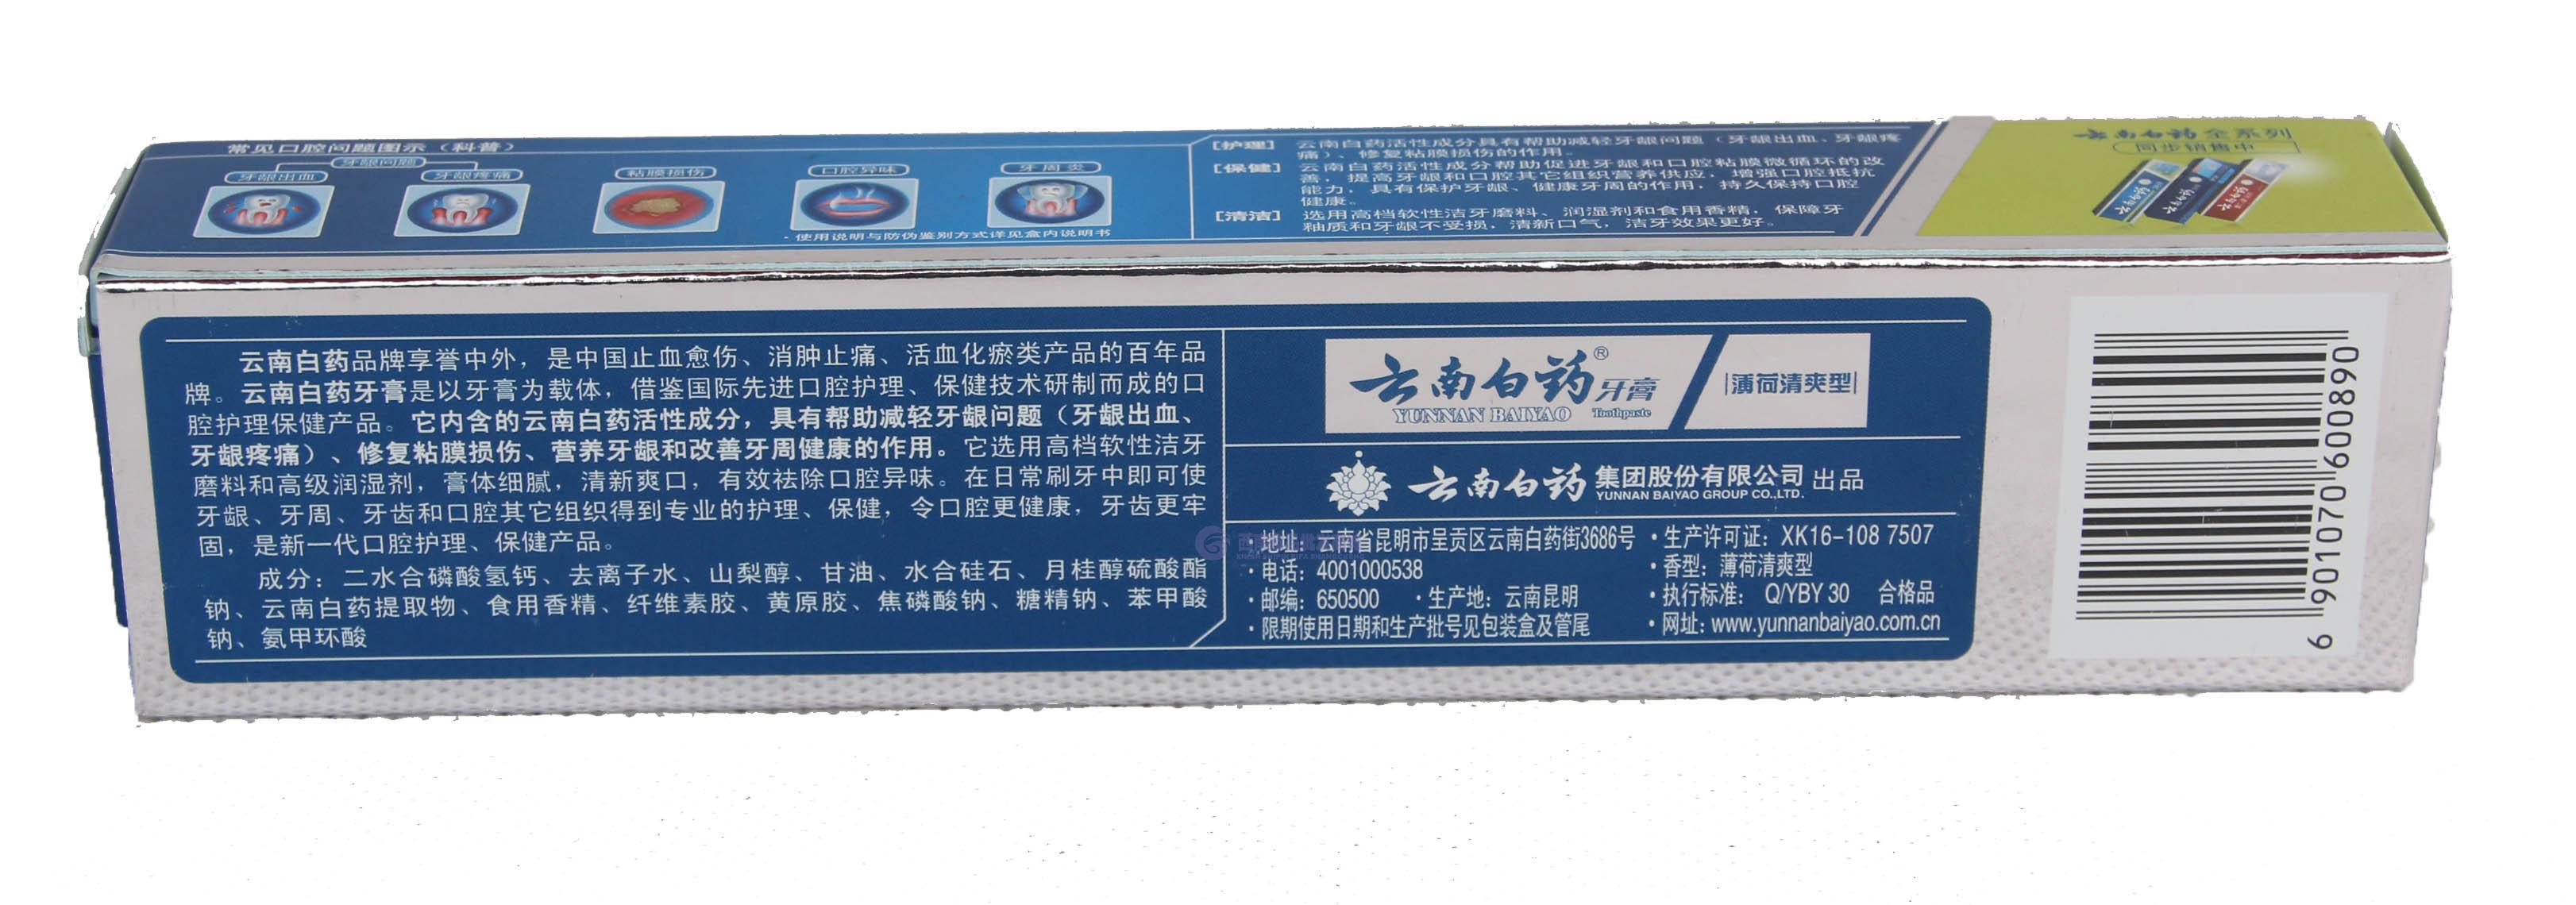 常见口腔问题图示（科普）
牙龈问题
牙龈出血
牙龈疼痛
粘膜损伤
口腔异味
牙周炎
·使用说明与防伪鉴别方式详见盒内说明书
[护理] 云南白药活性成分具有帮助减轻牙龈问题（牙龈出血、牙龈疼
痛）、修复粘膜损伤的作用。
[保健] 云南白药活性成分帮助促进牙龈和口腔粘膜微循环的改
善，提高牙龈和口腔其它组织营养供应，增强口腔抵抗
能力，具有保护牙龈、健康牙周的作用，持久保持口腔
健康。
[清洁] 选用高档软性洁牙磨料、润湿剂和食用香精，保障牙
釉质和牙龈不受损，清新口气，洁牙效果更好。
云南白药全系列
同步销售中
云南白药品牌享誉中外，是中国止血愈伤、消肿止痛、活血化瘀类产品的百年品
牌。云南白药牙膏是以牙膏为载体，借鉴国际先进口腔护理、保健技术研制而成的口
腔护理保健产品。它内含的云南白药活性成分，具有帮助减轻牙龈问题（牙龈出血、
牙龈疼痛）、修复粘膜损伤、营养牙龈和改善牙周健康的作用。它选用高档软性洁牙
磨料和高级润湿剂，膏体细腻，清新爽口，有效祛除口腔异味。在日常刷牙中即可使
牙龈、牙周、牙齿和口腔其它组织得到专业的护理、保健，令口腔更健康，牙齿更牢
固，是新一代口腔护理、保健产品。
成分：二水合磷酸氢钙、去离子水、山梨醇、甘油、水合硅石、月桂醇硫酸酯
钠、云南白药提取物、食用香精、纤维素胶、黄原胶、焦磷酸钠、糖精钠、苯甲酸
钠、氨甲环酸
云南白药®牙膏
YUNNAN BAIYAO Toothpaste
薄荷清爽型
云南白药 集团股份有限公司 出品
YUNNAN BAIYAO GROUP CO.,LTD.
·地址：云南省昆明市呈贡区云南白药街3686号
·电话：4001000538
·邮编：650500 ·生产地：云南昆明
·限期使用日期和生产批号见包装盒及管尾
·生产许可证：XK16-108 7507
·香型：薄荷清爽型
·执行标准：Q/YBY 30 合格品
·网址：www.yunnanbaiyao.com.cn
6 901070 600890